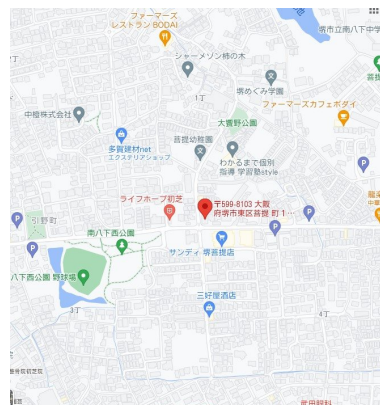 ファーマーズ
レストラン BODAI
堺市立南八下中学
シャーメゾン柿の木
1丁
堺めぐみ学園
ファーマーズカフェボダイ
中橙株式会社
大饗野公園
多賀建材net
エクステリアショップ
菩提幼稚園
わかるまで個別
指導 学習塾style
ライフホープ初芝
〒599-8103 大阪
府堺市東区菩提 町 1…
引野町
南八下西公園
サンディ 堺菩提店
八下西公園 野球場
三好屋酒店
3丁
4丁